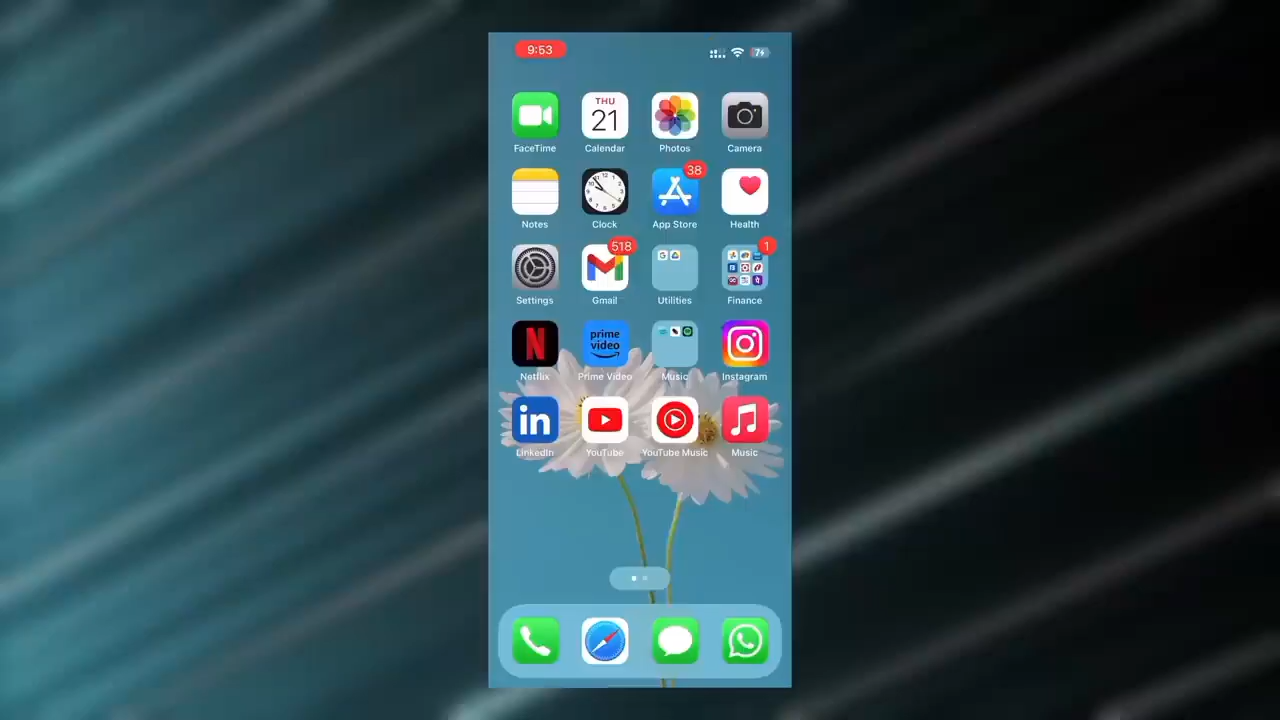 9:53
7
FaceTime
THU
21
Calendar
Photos
Camera
Notes
Clock
38
App Store
Health
Settings
518
Gmail
Utilities
1
Finance
Netflix
prime
video
Prime Video
Music
Instagram
in
LinkedIn
YouTube
YouTube Music
Music